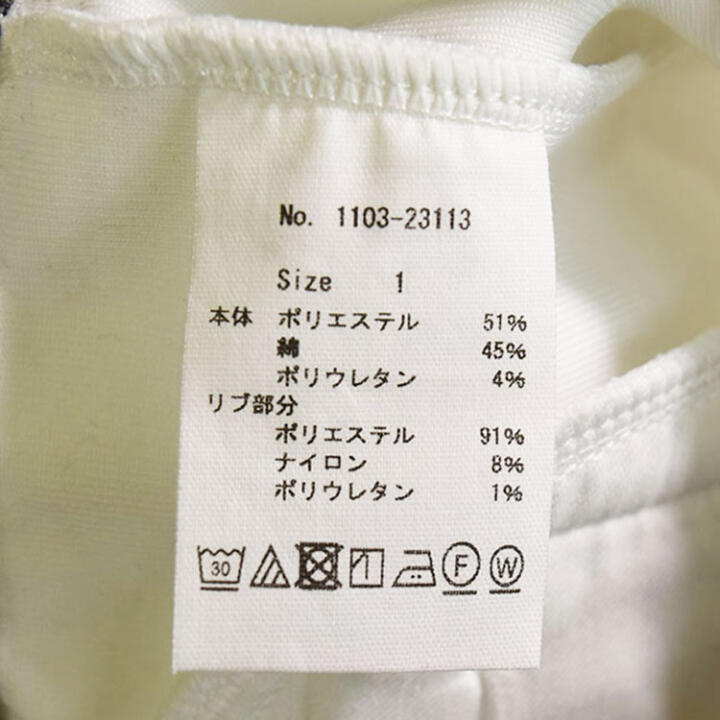 No. 1103-23113
Size 1
本体 ポリエステル 51%
綿 45%
ポリウレタン 4%
リブ部分
ポリエステル 91%
ナイロン 8%
ポリウレタン 1%
30 F W